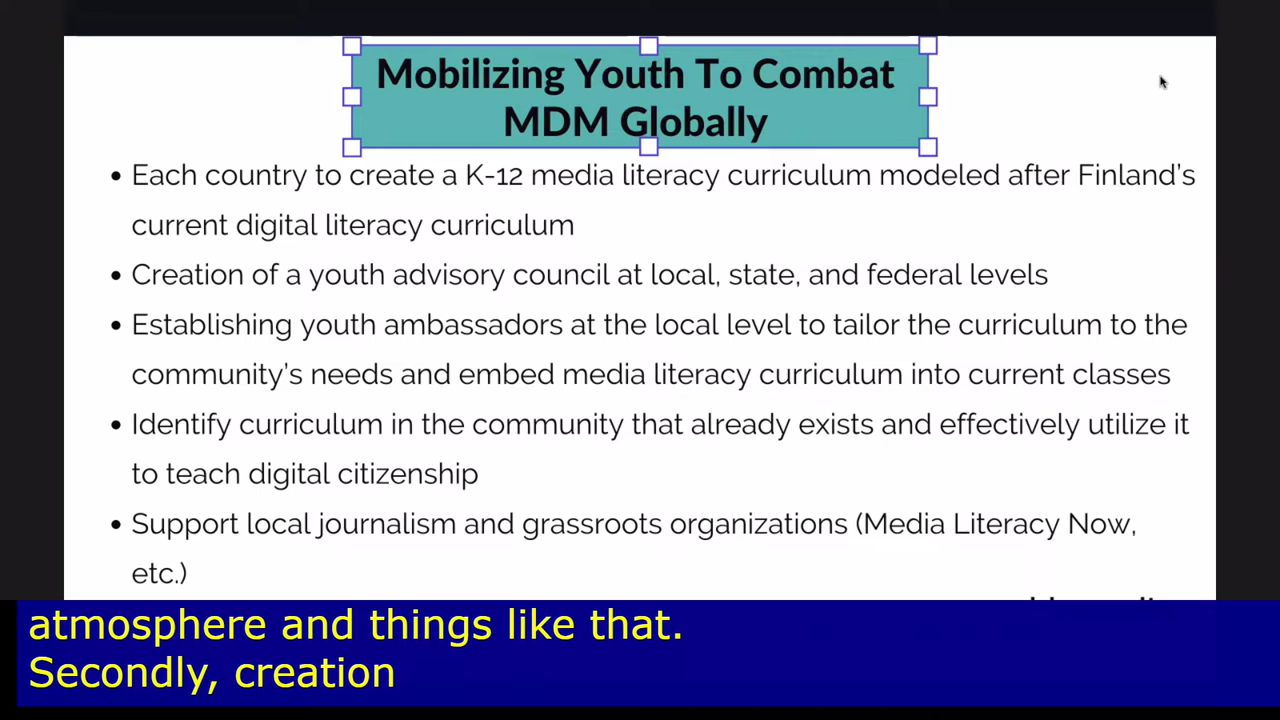 Mobilizing Youth To Combat
MDM Globally
• Each country to create a K-12 media literacy curriculum modeled after Finland's
current digital literacy curriculum
• Creation of a youth advisory council at local, state, and federal levels
• Establishing youth ambassadors at the local level to tailor the curriculum to the
community's needs and embed media literacy curriculum into current classes
• Identify curriculum in the community that already exists and effectively utilize it
to teach digital citizenship
• Support local journalism and grassroots organizations (Media Literacy Now,
etc.)
atmosphere and things like that.
Secondly, creation